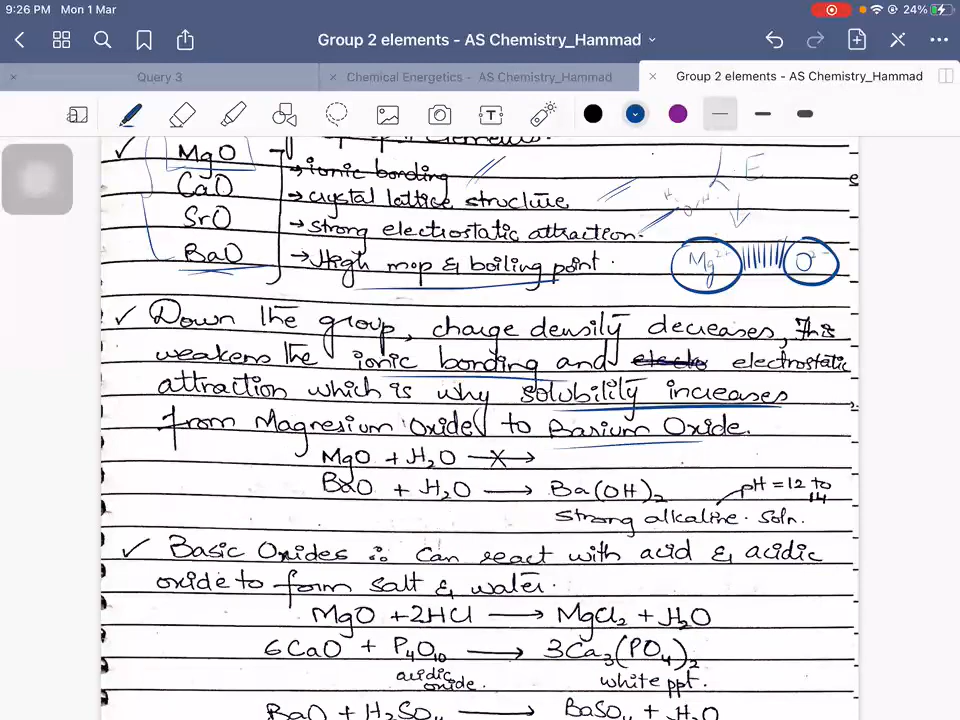 9:26 PM Mon 1 Mar
24%
Group 2 elements - AS Chemistry_Hammad
Query 3
Chemical Energetics - AS Chemistry_Hammad
Group 2 elements - AS Chemistry_Hammad
✓ MgO → ionic bonding
CaO → crystal lattice structure
SrO → strong electrostatic attraction.
BaO → High mop & boiling point.
L.E
H O H
Mg²⁺ O²⁻
✓ Down the group, charge density decreases, This
weakens the ionic bonding and electrostatic
attraction which is why solubility increases
from Magnesium Oxide to Barium Oxide.
MgO + H₂O ✗→
BaO + H₂O → Ba(OH)₂ pH = 12 to 14
strong alkaline. soln.
✓ Basic Oxides ∴ can react with acid & acidic
oxide to form salt & water.
MgO + 2HCl → MgCl₂ + H₂O
6CaO + P₄O₁₀ → 3Ca₃(PO₄)₂
acidic oxide. white ppt.
BaO + H₂SO₄ → BaSO₄ + H₂O